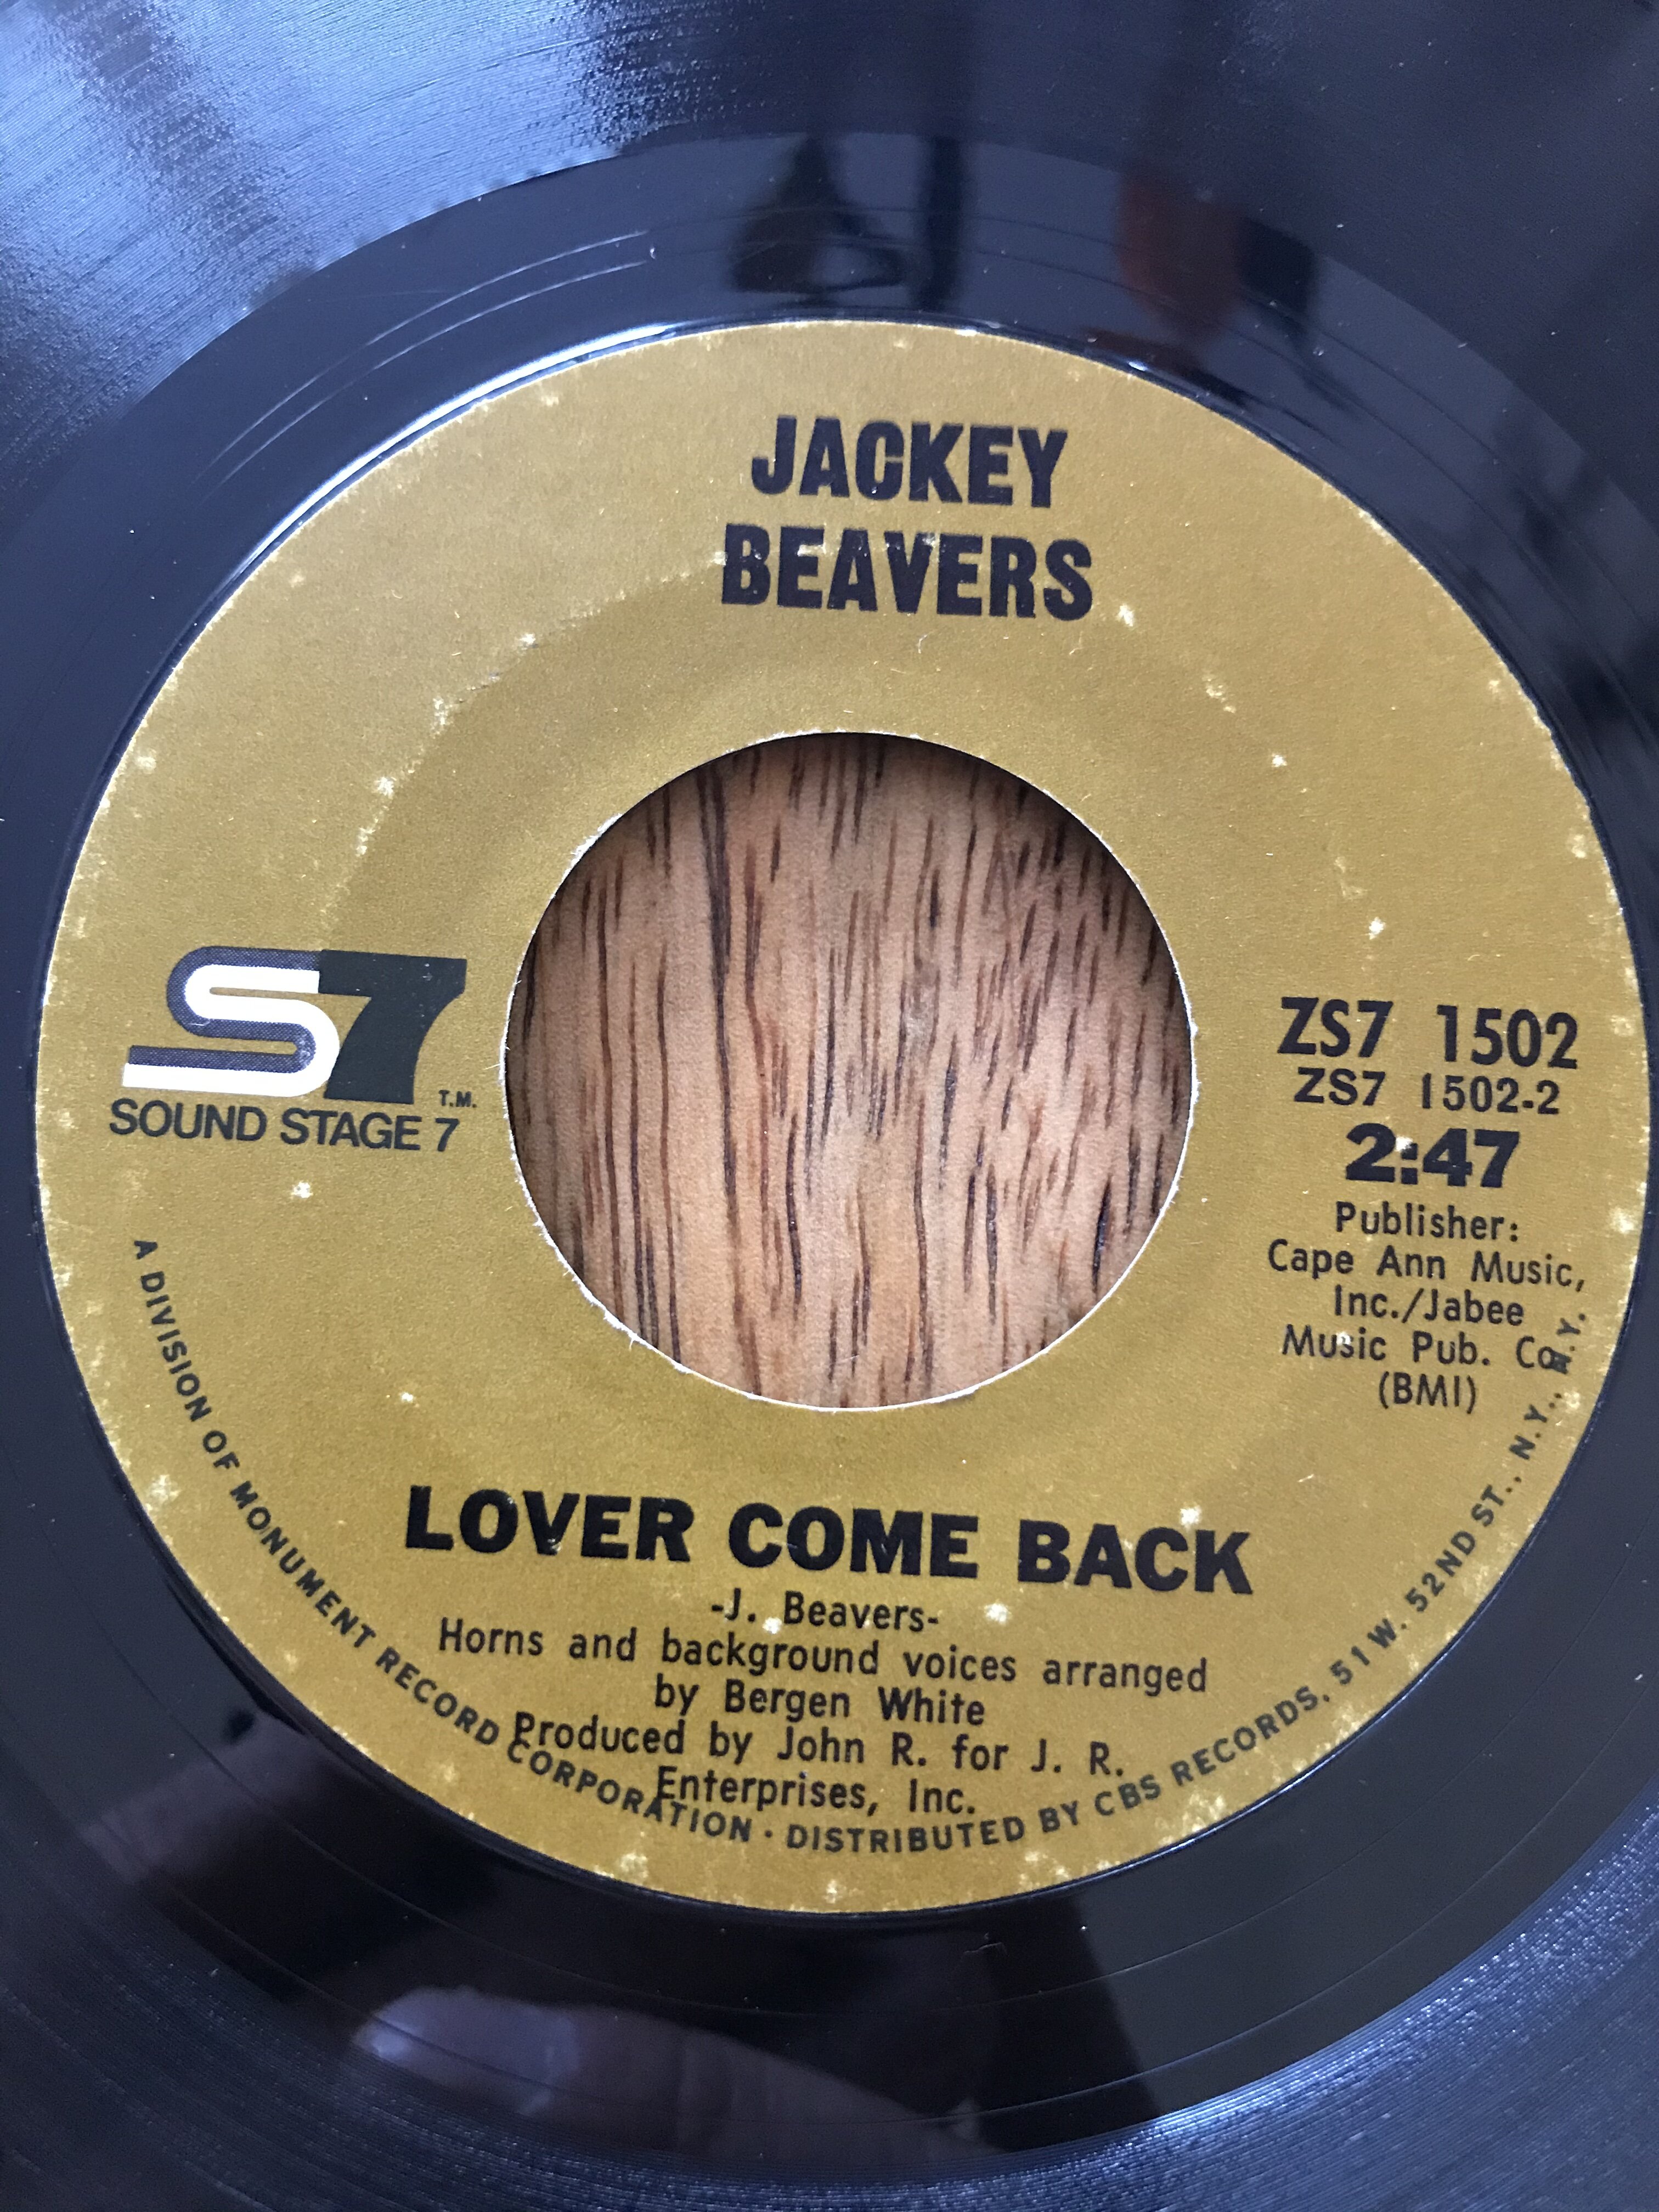 JACKEY
BEAVERS
S7 T.M.
SOUND STAGE 7
ZS7 1502
ZS7 1502-2
2:47
Publisher:
Cape Ann Music,
Inc./Jabee
Music Pub. Co.
(BMI)
LOVER COME BACK
-J. Beavers-
Horns and background voices arranged
by Bergen White
Produced by John R. for J. R.
Enterprises, Inc.
A DIVISION OF MONUMENT RECORD CORPORATION · DISTRIBUTED BY CBS RECORDS, 51 W. 52ND ST., N.Y., N.Y.